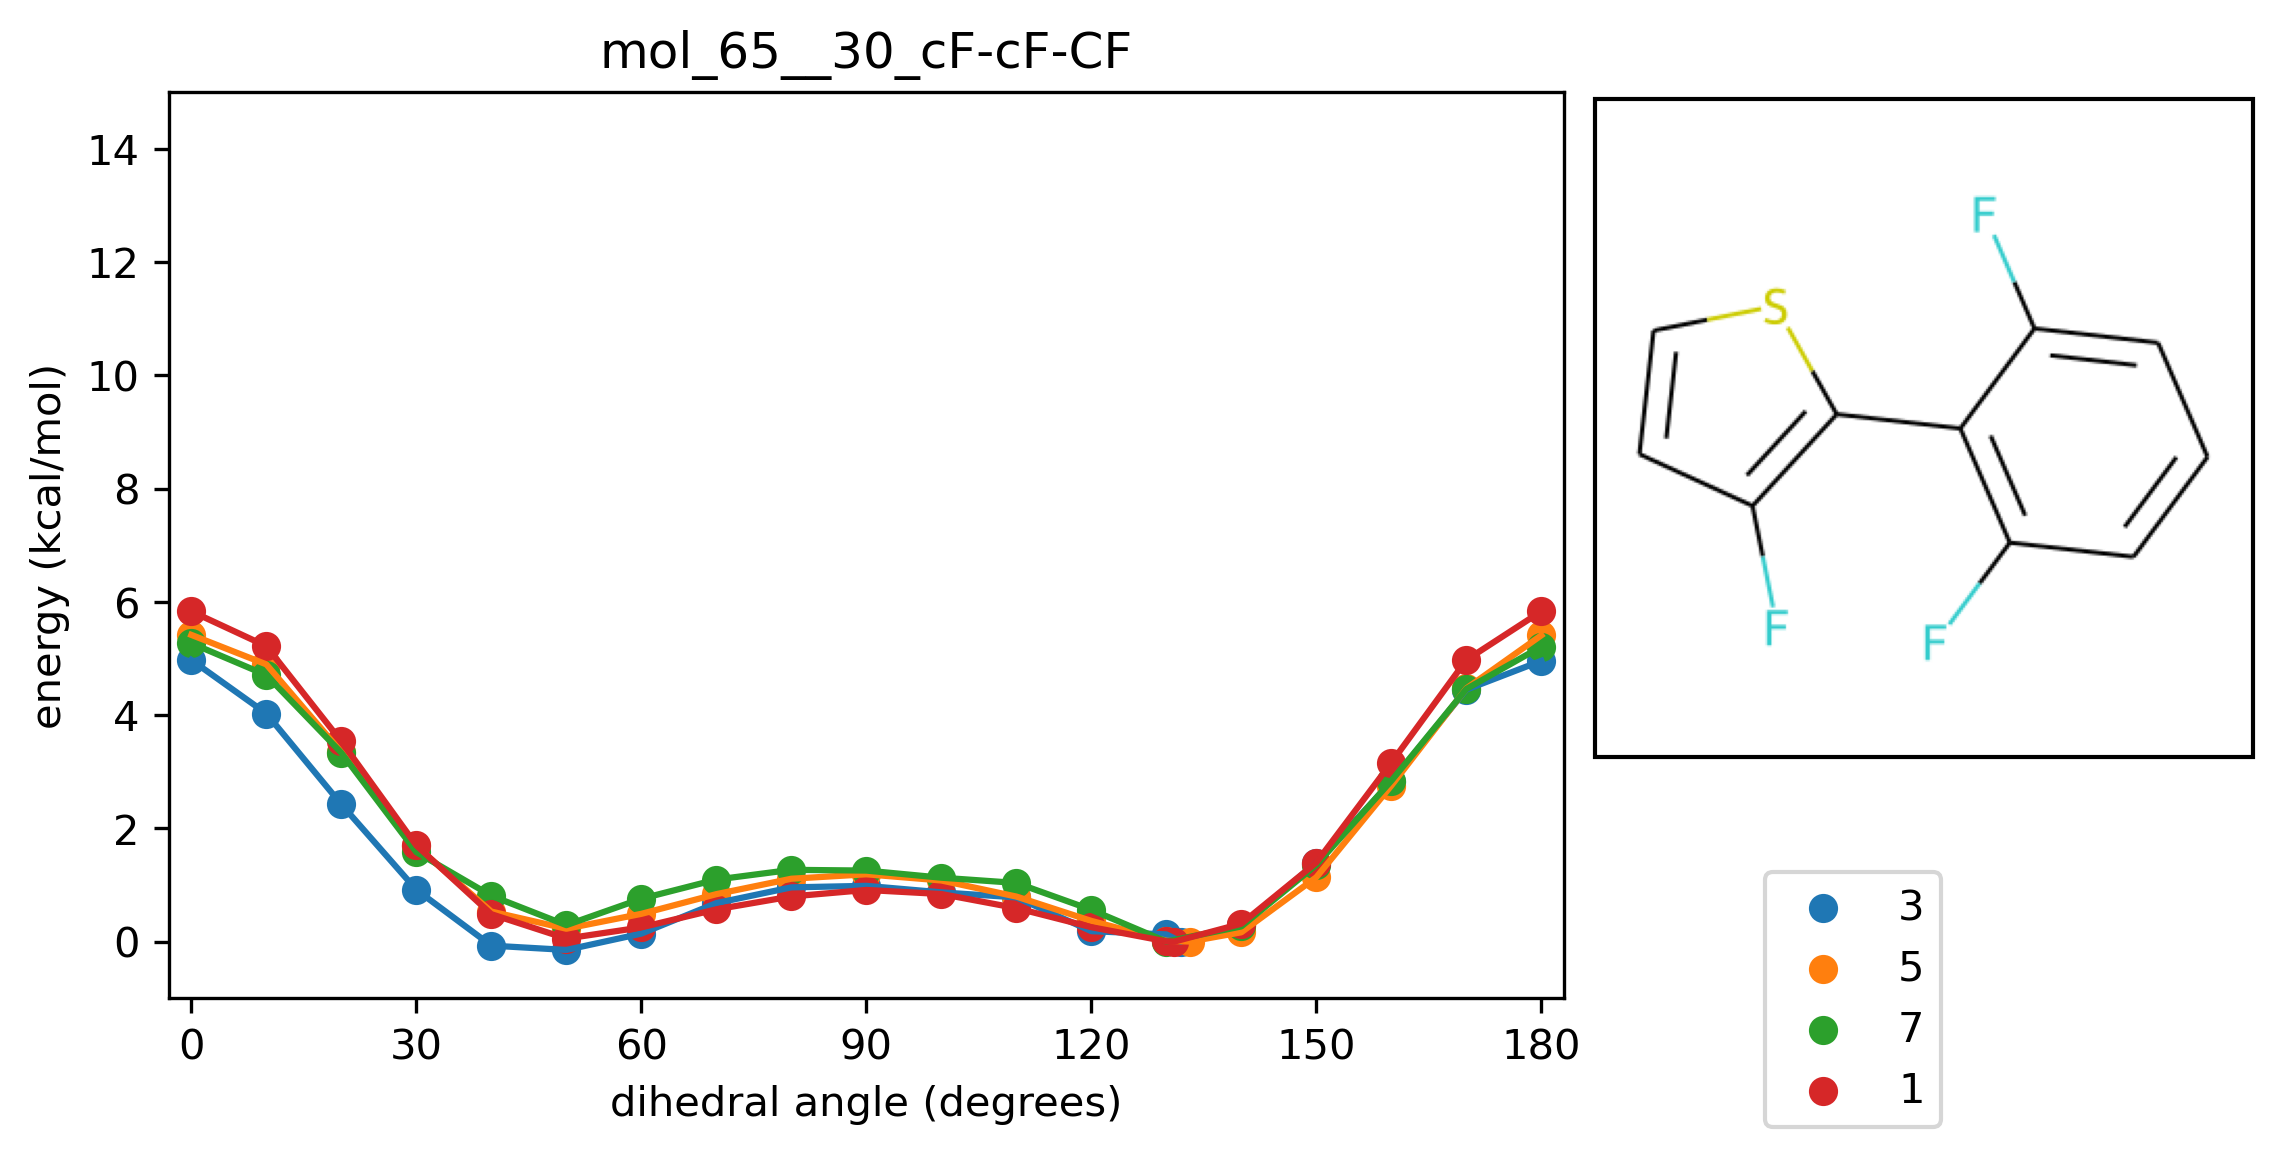 mol_65__30_cF-cF-CF
energy (kcal/mol)
14
12
10
8
6
4
2
0
0 30 60 90 120 150 180
dihedral angle (degrees)
F
S
F
F
3
5
7
1